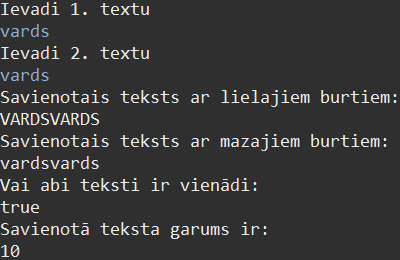 Ievadi 1. textu
vards
Ievadi 2. textu
vards
Savienotais teksts ar lielajiem burtiem:
VARDSVARDS
Savienotais teksts ar mazajiem burtiem:
vardsvards
Vai abi teksti ir vienādi:
true
Savienotā teksta garums ir:
10